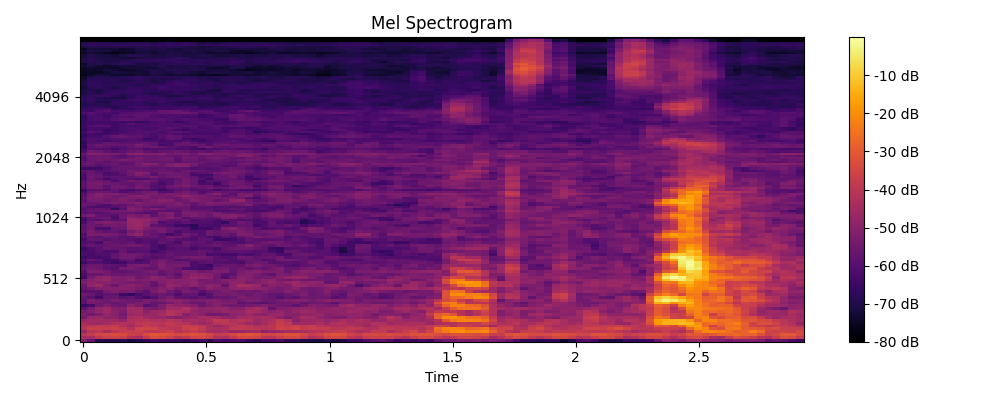 Mel Spectrogram
Hz
4096
2048
1024
512
0
0 0.5 1 1.5 2 2.5
Time
-10 dB
-20 dB
-30 dB
-40 dB
-50 dB
-60 dB
-70 dB
-80 dB